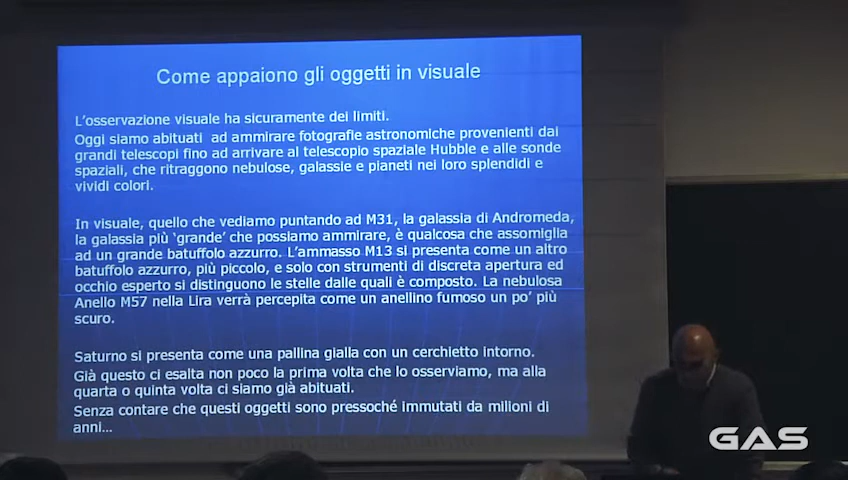 Come appaiono gli oggetti in visuale
L'osservazione visuale ha sicuramente dei limiti.
Oggi siamo abituati ad ammirare fotografie astronomiche provenienti dai
grandi telescopi fino ad arrivare al telescopio spaziale Hubble e alle sonde
spaziali, che ritraggono nebulose, galassie e pianeti nei loro splendidi e
vividi colori.
In visuale, quello che vediamo puntando ad M31, la galassia di Andromeda,
la galassia più 'grande' che possiamo ammirare, è qualcosa che assomiglia
ad un grande batuffolo azzurro. L'ammasso M13 si presenta come un altro
batuffolo azzurro, più piccolo, e solo con strumenti di discreta apertura ed
occhio esperto si distinguono le stelle dalle quali è composto. La nebulosa
Anello M57 nella Lira verrà percepita come un anellino fumoso un po' più
scuro.
Saturno si presenta come una pallina gialla con un cerchietto intorno.
Già questo ci esalta non poco la prima volta che lo osserviamo, ma alla
quarta o quinta volta ci siamo già abituati.
Senza contare che questi oggetti sono pressoché immutati da milioni di
anni...
GAS